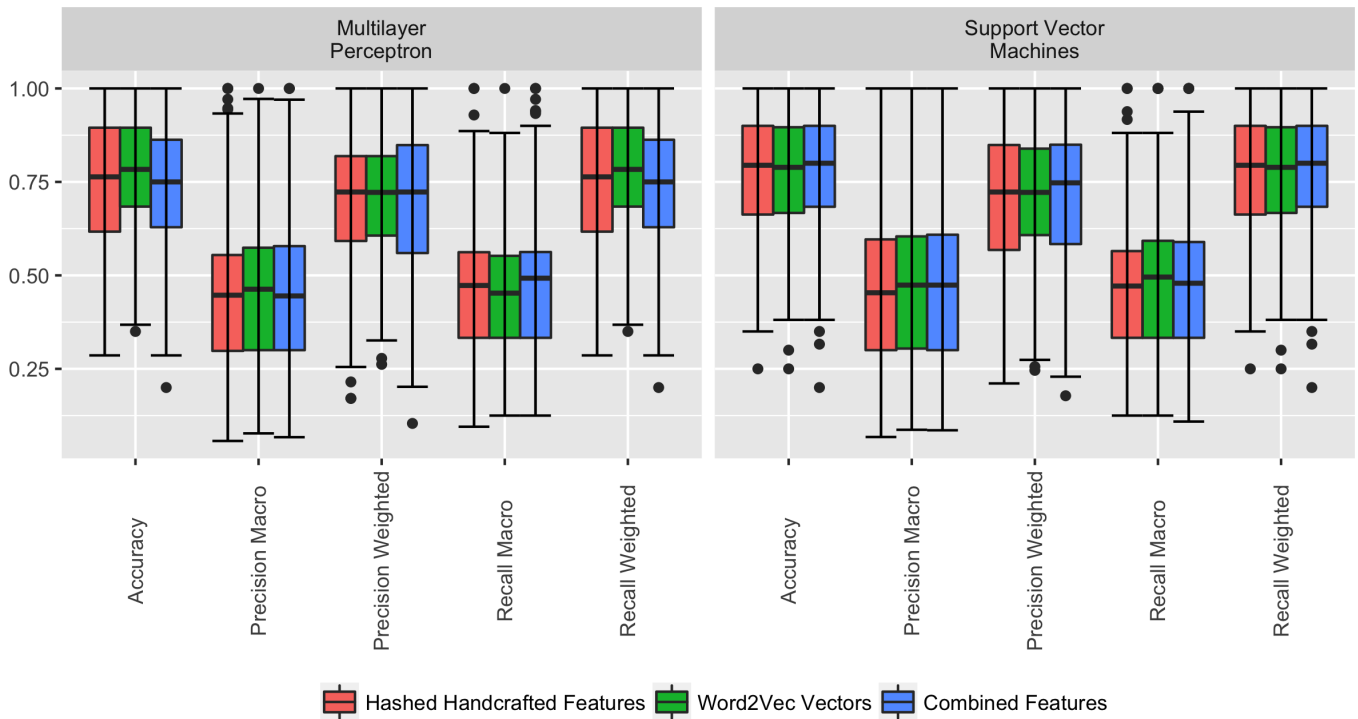 Multilayer
Perceptron
Support Vector
Machines
1.00
0.75
0.50
0.25
Accuracy
Precision Macro
Precision Weighted
Recall Macro
Recall Weighted
Accuracy
Precision Macro
Precision Weighted
Recall Macro
Recall Weighted
Hashed Handcrafted Features Word2Vec Vectors Combined Features